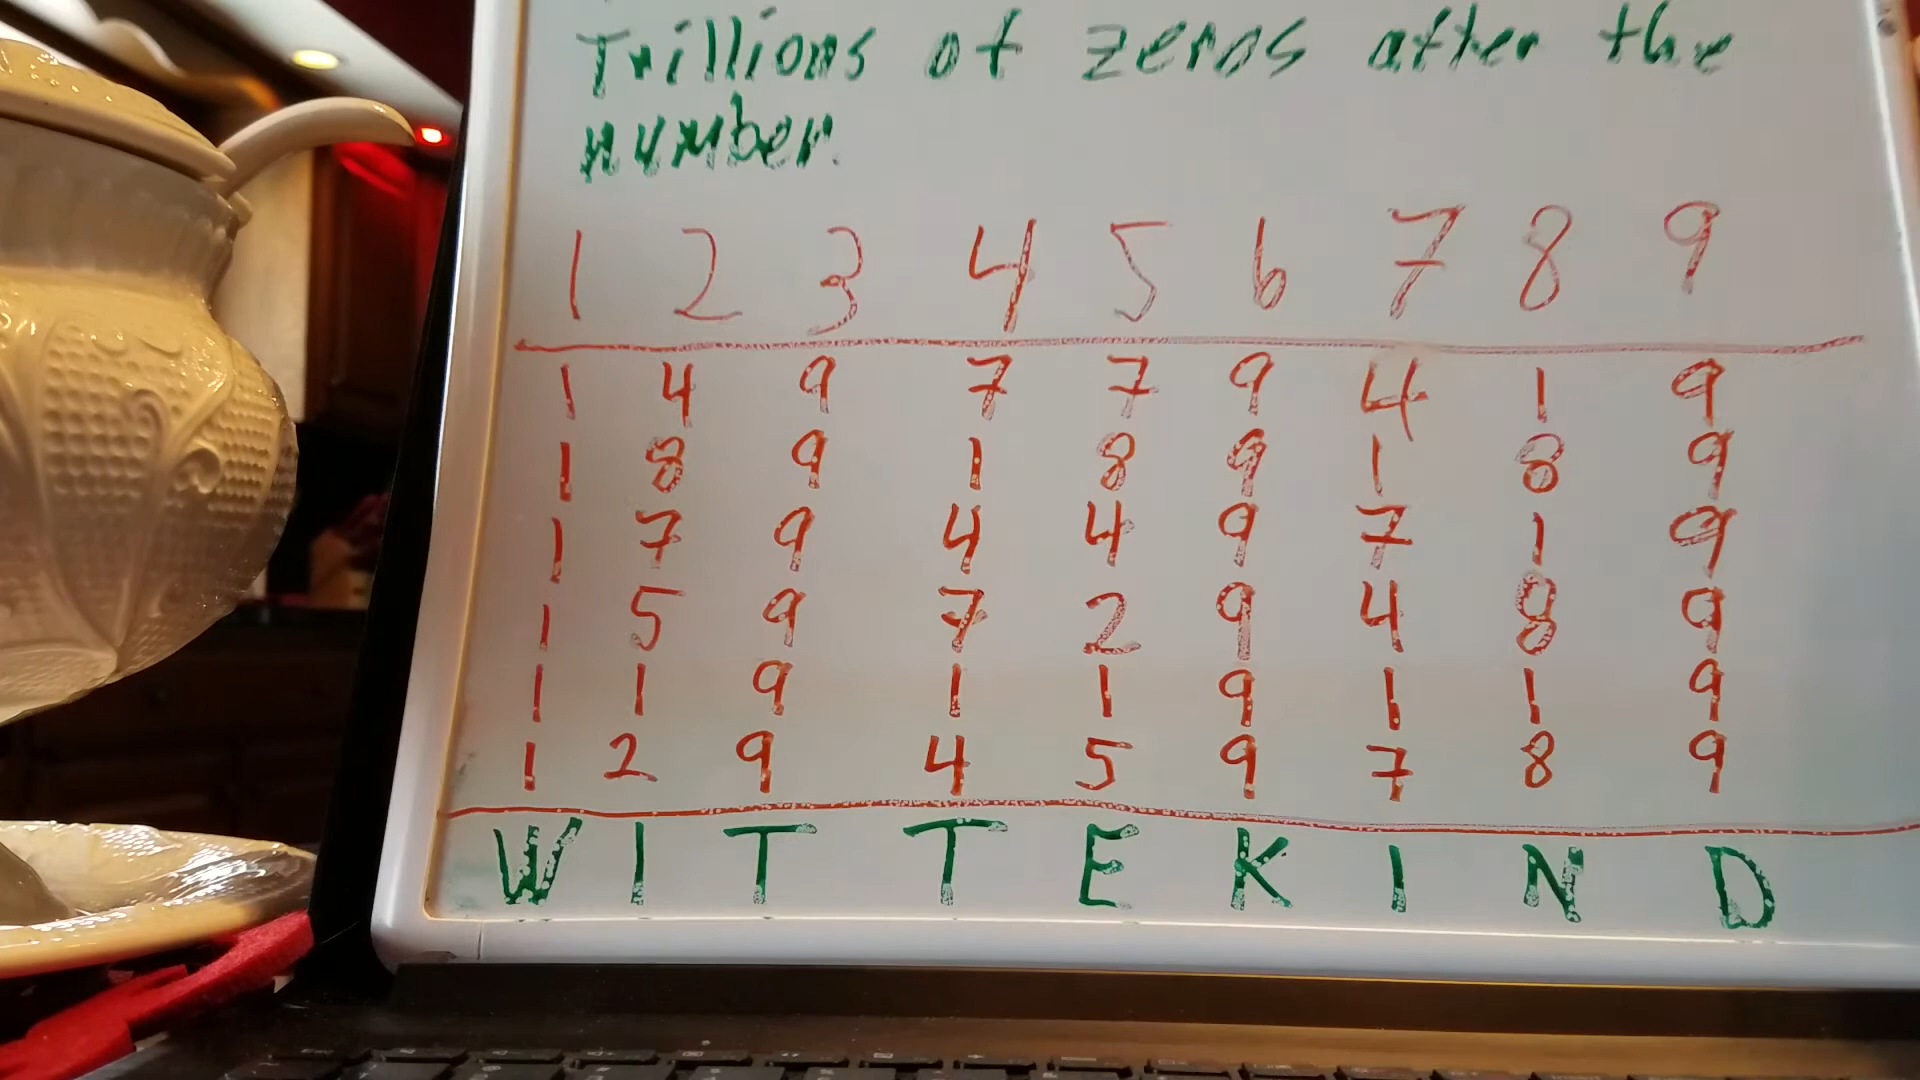 Trillions of zeros after the
number.
1 2 3 4 5 6 7 8 9
1 4 9 7 7 9 4 1 9
1 8 9 1 8 9 1 8 9
1 7 9 4 4 9 7 1 9
1 5 9 7 2 9 4 8 9
1 1 9 1 1 9 1 1 9
1 2 9 4 5 9 7 8 9
W I T T E K I N D